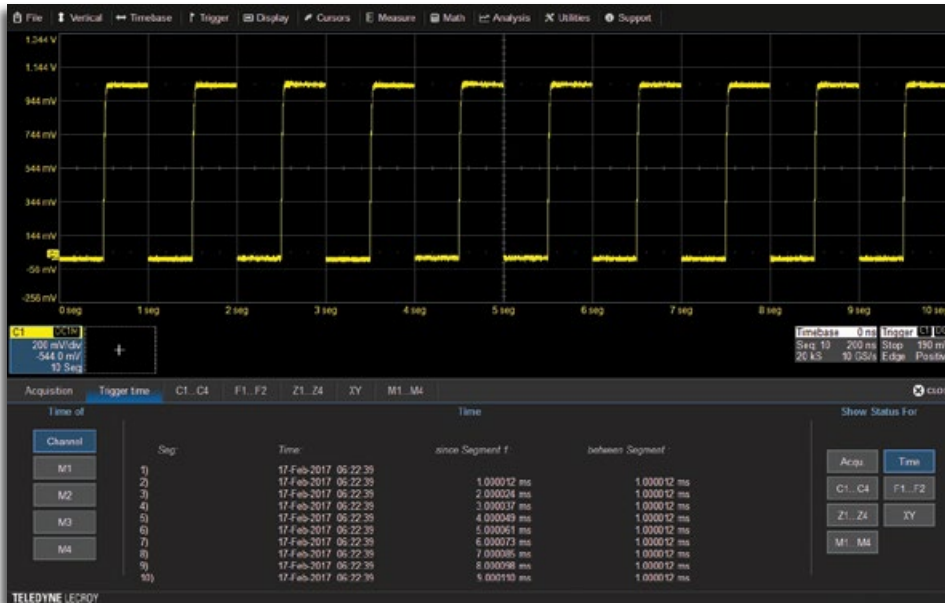 File Vertical Timebase Trigger Display Cursors Measure Math Analysis Utilities Support
1.344 V
1.144 V
944 mV
744 mV
544 mV
344 mV
144 mV
-56 mV
-256 mV
0 seg 1 seg 2 seg 3 seg 4 seg 5 seg 6 seg 7 seg 8 seg 9 seg 10 seg
C1 DC1M
200 mV/div
-544.0 mV
10 Seg
+
Timebase 0 ns
Seq: 10 200 ns
20 kS 10 GS/s
Trigger C1 DC
Stop 190 mV
Edge Positiv
Acquisition Trigger time C1...C4 F1...F2 Z1...Z4 XY M1...M4 CLOS
Time of Time Show Status For
Channel
M1
M2
M3
M4
Seg: Time: since Segment 1: between Segment :
1) 17-Feb-2017 06:22:39
2) 17-Feb-2017 06:22:39 1.000012 ms 1.000012 ms
3) 17-Feb-2017 06:22:39 2.000024 ms 1.000012 ms
4) 17-Feb-2017 06:22:39 3.000037 ms 1.000012 ms
5) 17-Feb-2017 06:22:39 4.000049 ms 1.000012 ms
6) 17-Feb-2017 06:22:39 5.000061 ms 1.000012 ms
7) 17-Feb-2017 06:22:39 6.000073 ms 1.000012 ms
8) 17-Feb-2017 06:22:39 7.000085 ms 1.000012 ms
9) 17-Feb-2017 06:22:39 8.000098 ms 1.000012 ms
10) 17-Feb-2017 06:22:39 9.000110 ms 1.000012 ms
Acqu. Time
C1...C4 F1...F2
Z1...Z4 XY
M1...M4
TELEDYNE LECROY